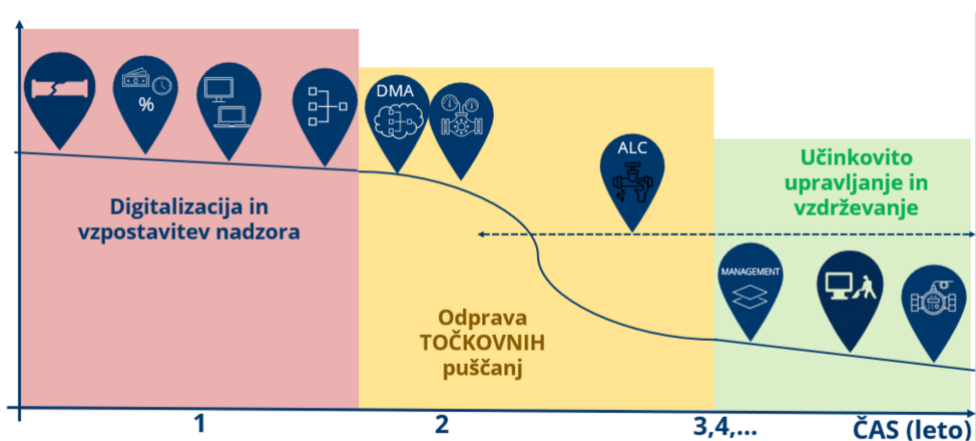 %
DMA
ALC
Digitalizacija in
vzpostavitev nadzora
Odprava
TOČKOVNIH
puščanj
Učinkovito
upravljanje in
vzdrževanje
MANAGEMENT
1
2
3,4,...
ČAS (leto)